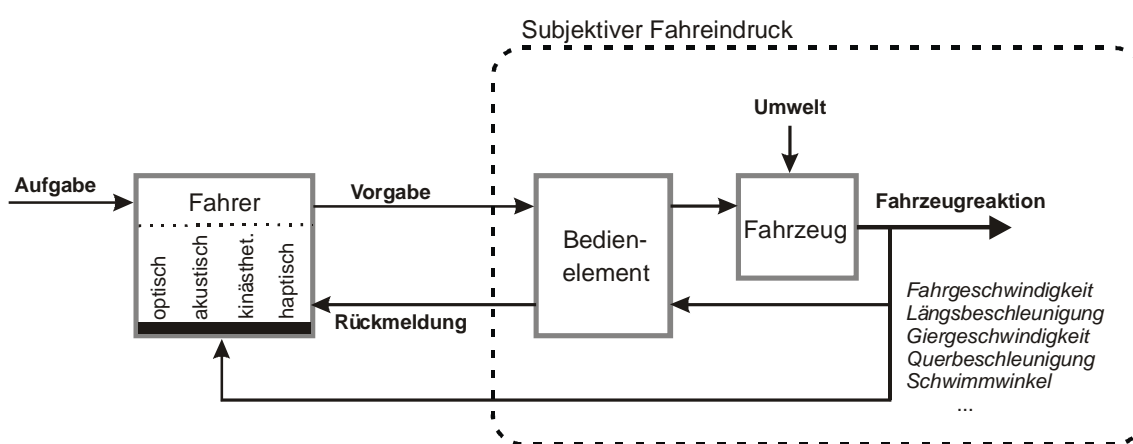 Subjektiver Fahreindruck
Umwelt
Aufgabe
Fahrer
Vorgabe
optisch
akustisch
kinästhet.
haptisch
Rückmeldung
Bedien-
element
Fahrzeug
Fahrzeugreaktion
Fahrgeschwindigkeit
Längsbeschleunigung
Giergeschwindigkeit
Querbeschleunigung
Schwimmwinkel
...